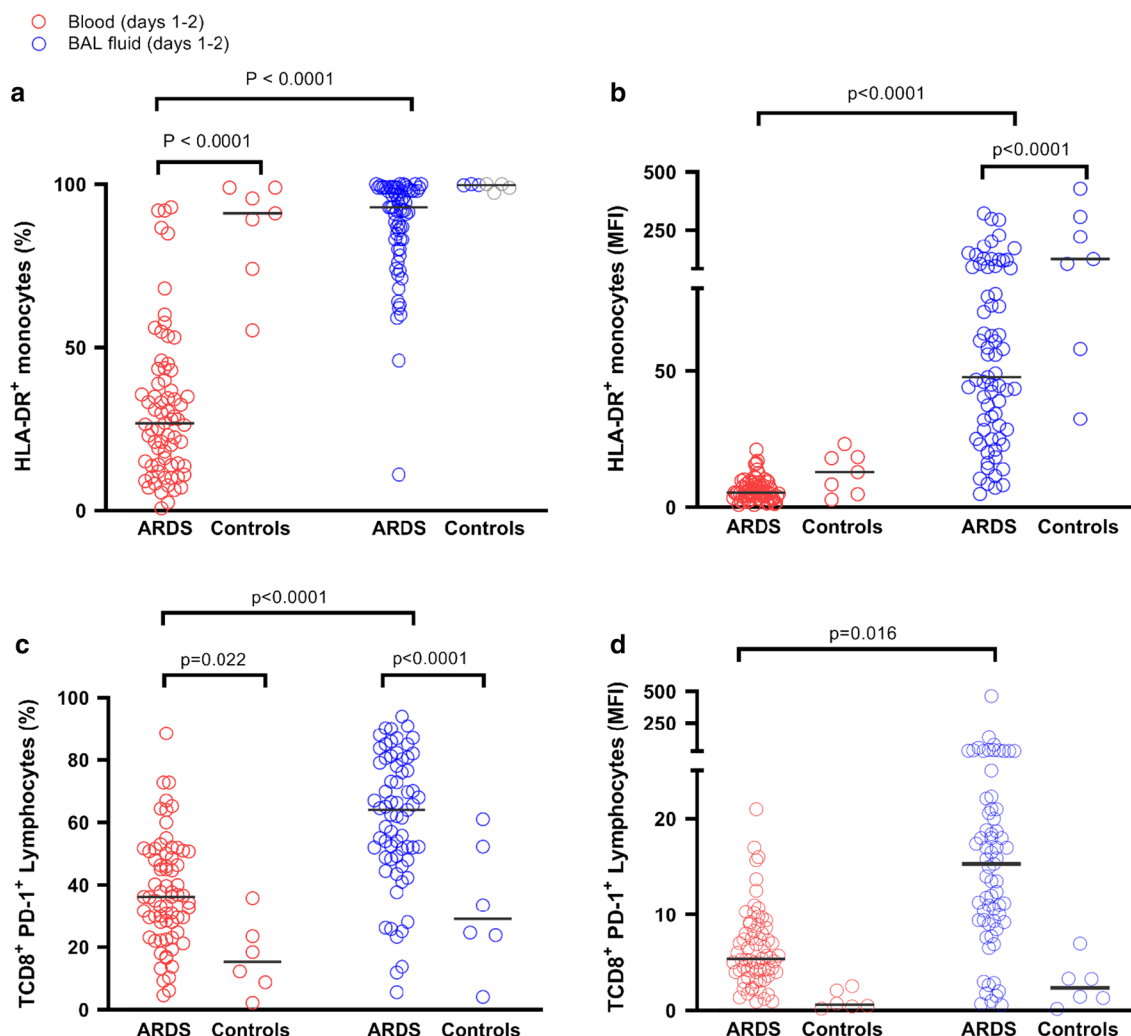 Blood (days 1-2)
BAL fluid (days 1-2)
a
P < 0.0001
P < 0.0001
HLA-DR+ monocytes (%)
100
50
0
ARDS Controls ARDS Controls
b
p<0.0001
p<0.0001
HLA-DR+ monocytes (MFI)
500
250
50
0
ARDS Controls ARDS Controls
c
p<0.0001
p=0.022
p<0.0001
TCD8+ PD-1+ Lymphocytes (%)
100
80
60
40
20
0
ARDS Controls ARDS Controls
d
p=0.016
TCD8+ PD-1+ Lymphocytes (MFI)
500
250
20
10
0
ARDS Controls ARDS Controls